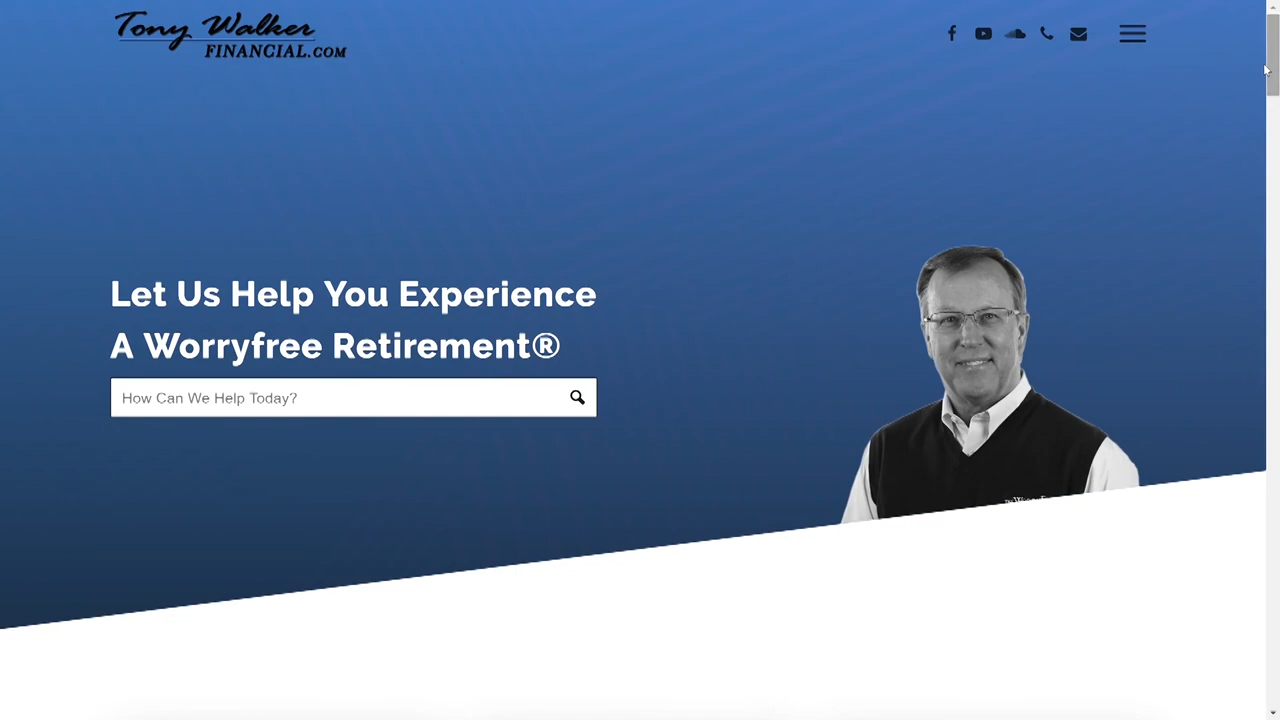 Tony Walker
FINANCIAL.COM
Let Us Help You Experience
A Worryfree Retirement®
How Can We Help Today?